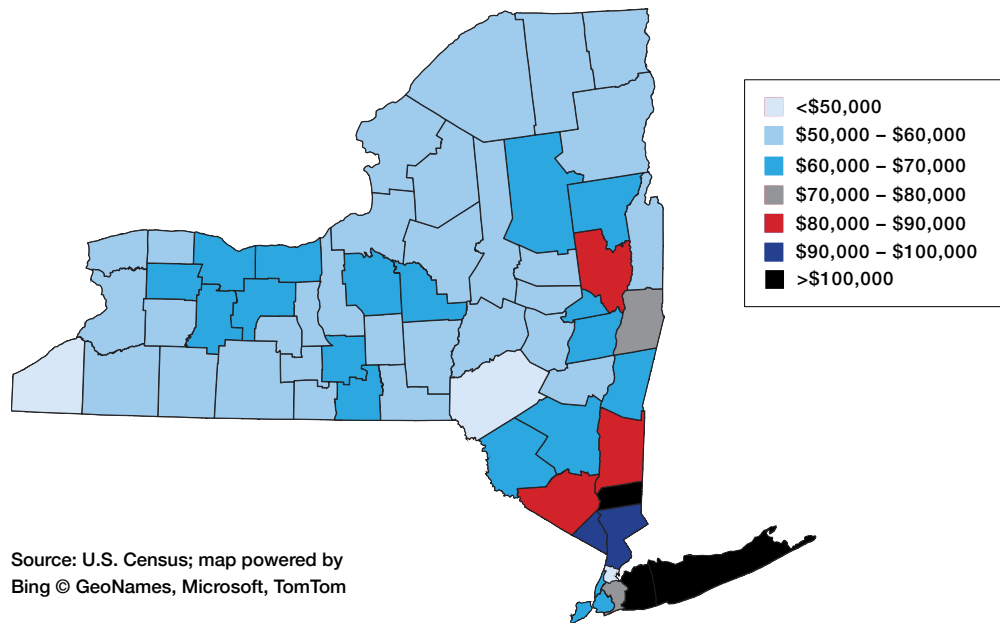 <$50,000
$50,000 – $60,000
$60,000 – $70,000
$70,000 – $80,000
$80,000 – $90,000
$90,000 – $100,000
>$100,000
Source: U.S. Census; map powered by
Bing © GeoNames, Microsoft, TomTom